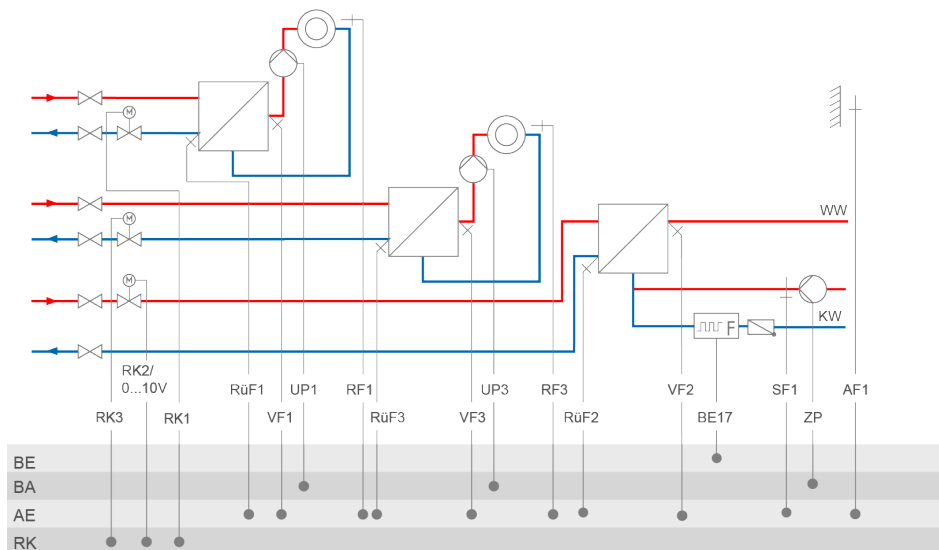 M
M
M
WW
KW
F
RK2/
0...10V RüF1 UP1 RF1 UP3 RF3 VF2 SF1 AF1
RK3 RK1 VF1 RüF3 VF3 RüF2 BE17 ZP
BE
BA
AE
RK